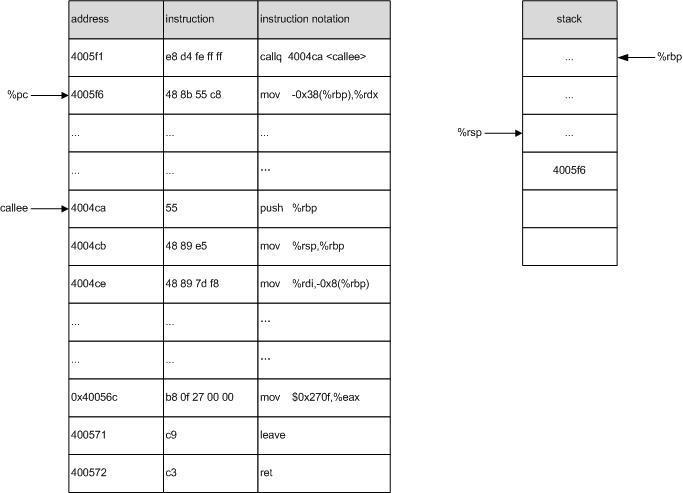 address instruction instruction notation stack
4005f1 e8 d4 fe ff ff callq 4004ca <callee> ... %rbp
%pc 4005f6 48 8b 55 c8 mov -0x38(%rbp),%rdx ...
... ... ... %rsp ...
... ... ... 4005f6
callee 4004ca 55 push %rbp
4004cb 48 89 e5 mov %rsp,%rbp
4004ce 48 89 7d f8 mov %rdi,-0x8(%rbp)
... ... ...
... ... ...
0x40056c b8 0f 27 00 00 mov $0x270f,%eax
400571 c9 leave
400572 c3 ret